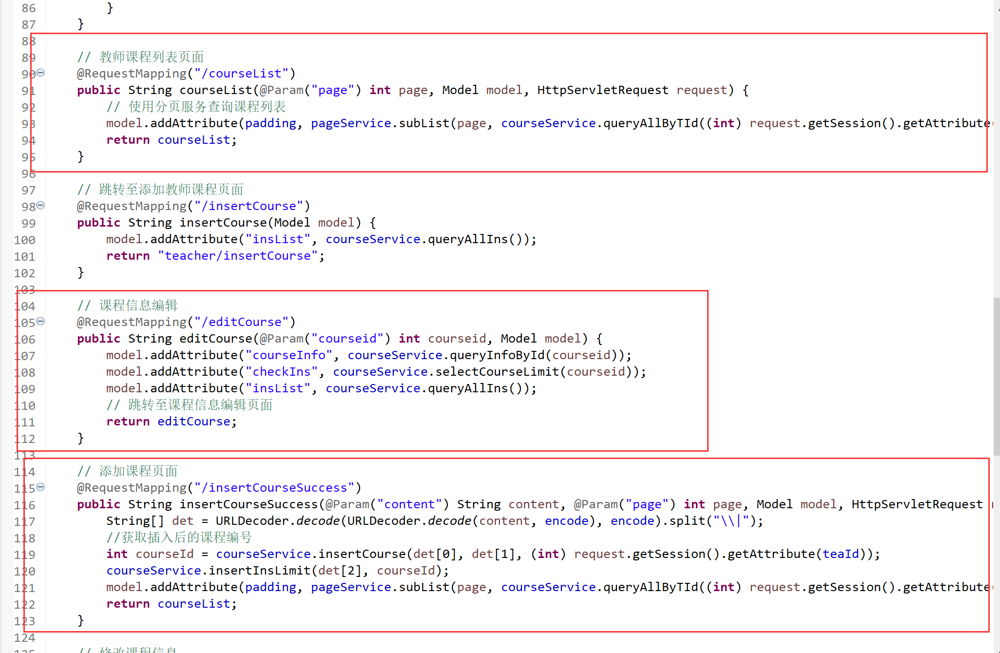 86 }
87 }
88
89 // 教师课程列表页面
90 @RequestMapping("/courseList")
91 public String courseList(@Param("page") int page, Model model, HttpServletRequest request) {
92 // 使用分页服务查询课程列表
93 model.addAttribute(padding, pageService.subList(page, courseService.queryAllByTId((int) request.getSession().getAttribute(
94 return courseList;
95 }
96
97 // 跳转至添加教师课程页面
98 @RequestMapping("/insertCourse")
99 public String insertCourse(Model model) {
100 model.addAttribute("insList", courseService.queryAllIns());
101 return "teacher/insertCourse";
102 }
103
104 // 课程信息编辑
105 @RequestMapping("/editCourse")
106 public String editCourse(@Param("courseid") int courseid, Model model) {
107 model.addAttribute("courseInfo", courseService.queryInfoById(courseid));
108 model.addAttribute("checkIns", courseService.selectCourseLimit(courseid));
109 model.addAttribute("insList", courseService.queryAllIns());
110 // 跳转至课程信息编辑页面
111 return editCourse;
112 }
113
114 // 添加课程页面
115 @RequestMapping("/insertCourseSuccess")
116 public String insertCourseSuccess(@Param("content") String content, @Param("page") int page, Model model, HttpServletRequest
117 String[] det = URLDecoder.decode(URLDecoder.decode(content, encode), encode).split("\\|");
118 //获取插入后的课程编号
119 int courseId = courseService.insertCourse(det[0], det[1], (int) request.getSession().getAttribute(teaId));
120 courseService.insertInsLimit(det[2], courseId);
121 model.addAttribute(padding, pageService.subList(page, courseService.queryAllByTId((int) request.getSession().getAttribute(
122 return courseList;
123 }
124
125 // 修改课程信息